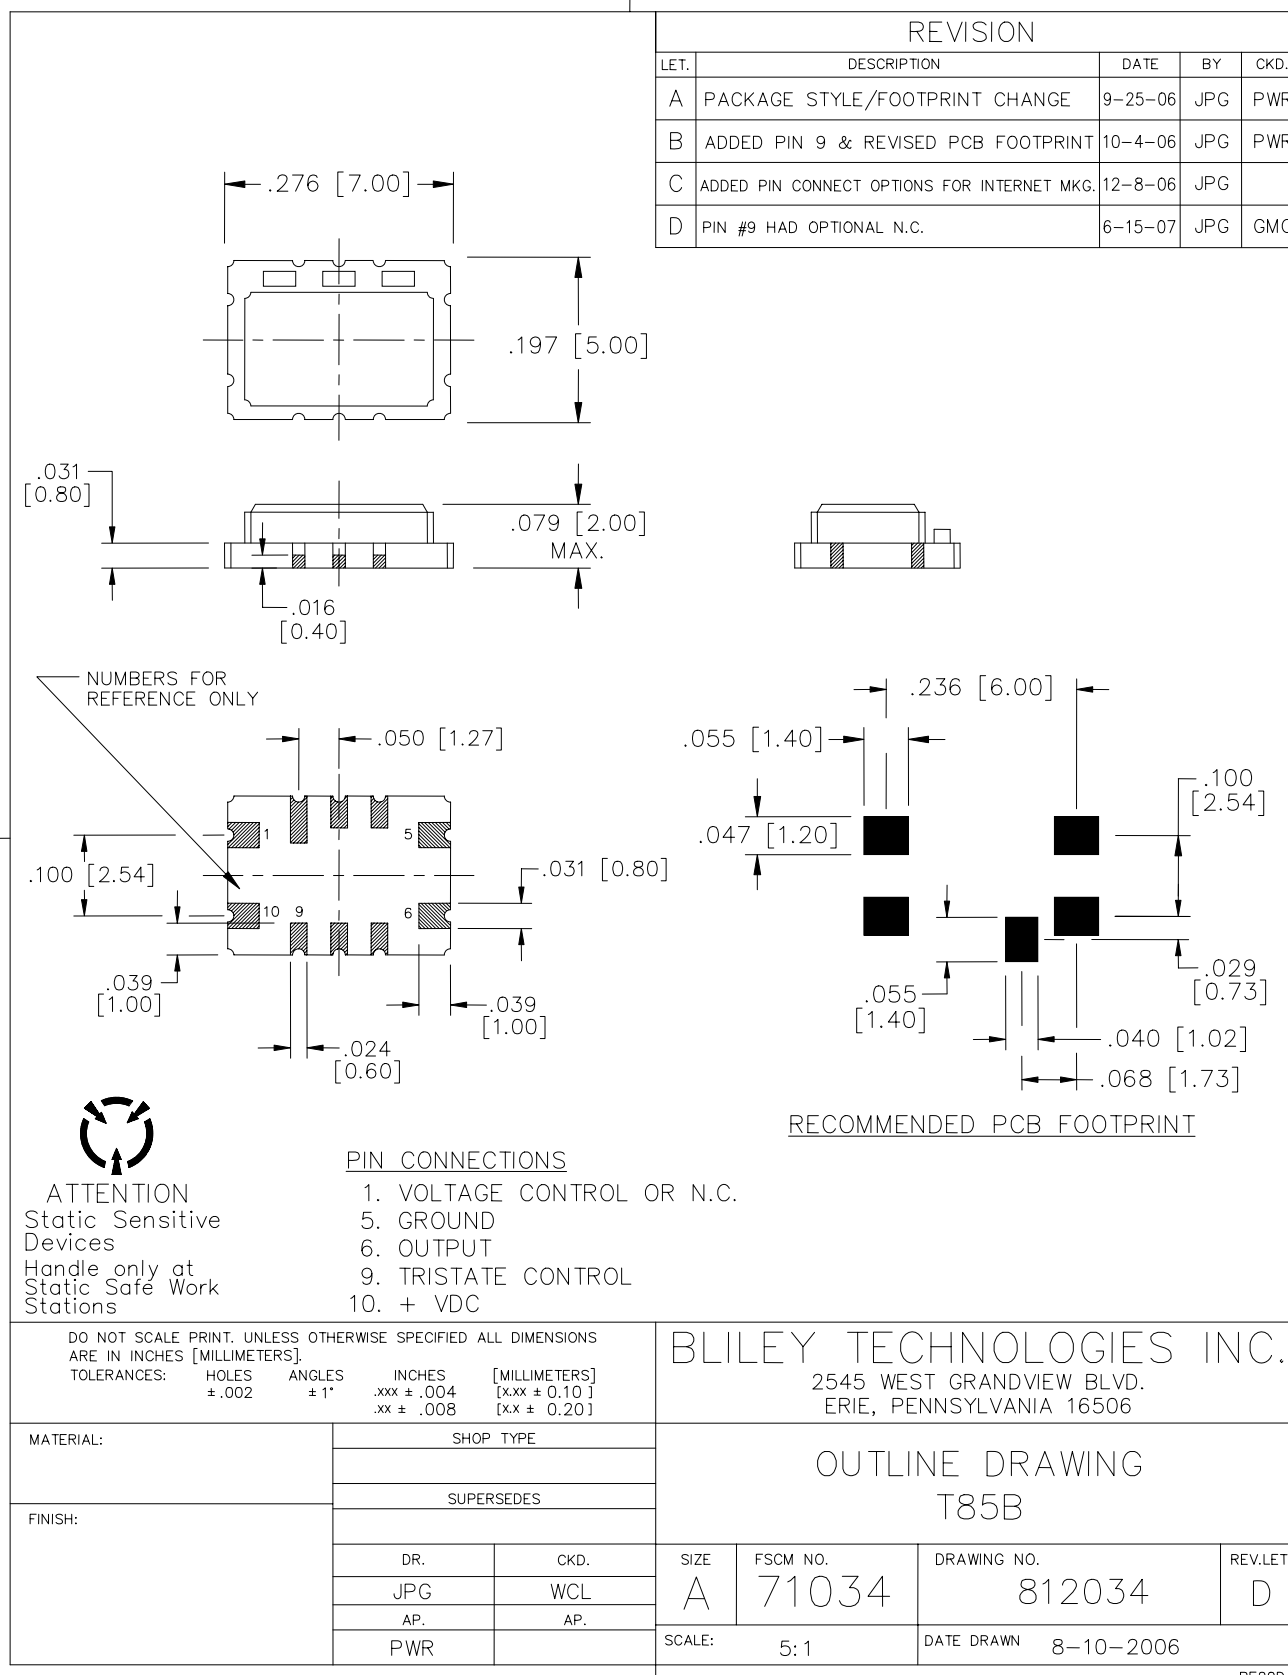 REVISION
LET. DESCRIPTION DATE BY CKD.
A PACKAGE STYLE/FOOTPRINT CHANGE 9-25-06 JPG PWR
B ADDED PIN 9 & REVISED PCB FOOTPRINT 10-4-06 JPG PWR
C ADDED PIN CONNECT OPTIONS FOR INTERNET MKG. 12-8-06 JPG
D PIN #9 HAD OPTIONAL N.C. 6-15-07 JPG
.276 [7.00]
.197 [5.00]
.031
[0.80]
.079 [2.00]
MAX.
.016
[0.40]
NUMBERS FOR
REFERENCE ONLY
.050 [1.27]
1 5
.100 [2.54]
.031 [0.80]
10 9 6
.039
[1.00]
.039
[1.00]
.024
[0.60]
.236 [6.00]
.055 [1.40]
.100
[2.54]
.047 [1.20]
.029
[0.73]
.055
[1.40]
.040 [1.02]
.068 [1.73]
RECOMMENDED PCB FOOTPRINT
ATTENTION
Static Sensitive
Devices
Handle only at
Static Safe Work
Stations
PIN CONNECTIONS
1. VOLTAGE CONTROL OR N.C.
5. GROUND
6. OUTPUT
9. TRISTATE CONTROL
10. + VDC
DO NOT SCALE PRINT. UNLESS OTHERWISE SPECIFIED ALL DIMENSIONS
ARE IN INCHES [MILLIMETERS].
TOLERANCES: HOLES ANGLES INCHES [MILLIMETERS]
±.002 ±1° .xxx ± .004 [x.xx ± 0.10 ]
.xx ± .008 [x.x ± 0.20]
BLILEY TECHNOLOGIES INC.
2545 WEST GRANDVIEW BLVD.
ERIE, PENNSYLVANIA 16506
MATERIAL:
SHOP TYPE
SUPERSEDES
FINISH:
OUTLINE DRAWING
T85B
DR. CKD.
JPG WCL
AP. AP.
PWR
SIZE FSCM NO. DRAWING NO. REV.LET
A 71034 812034 D
SCALE: 5:1 DATE DRAWN 8-10-2006